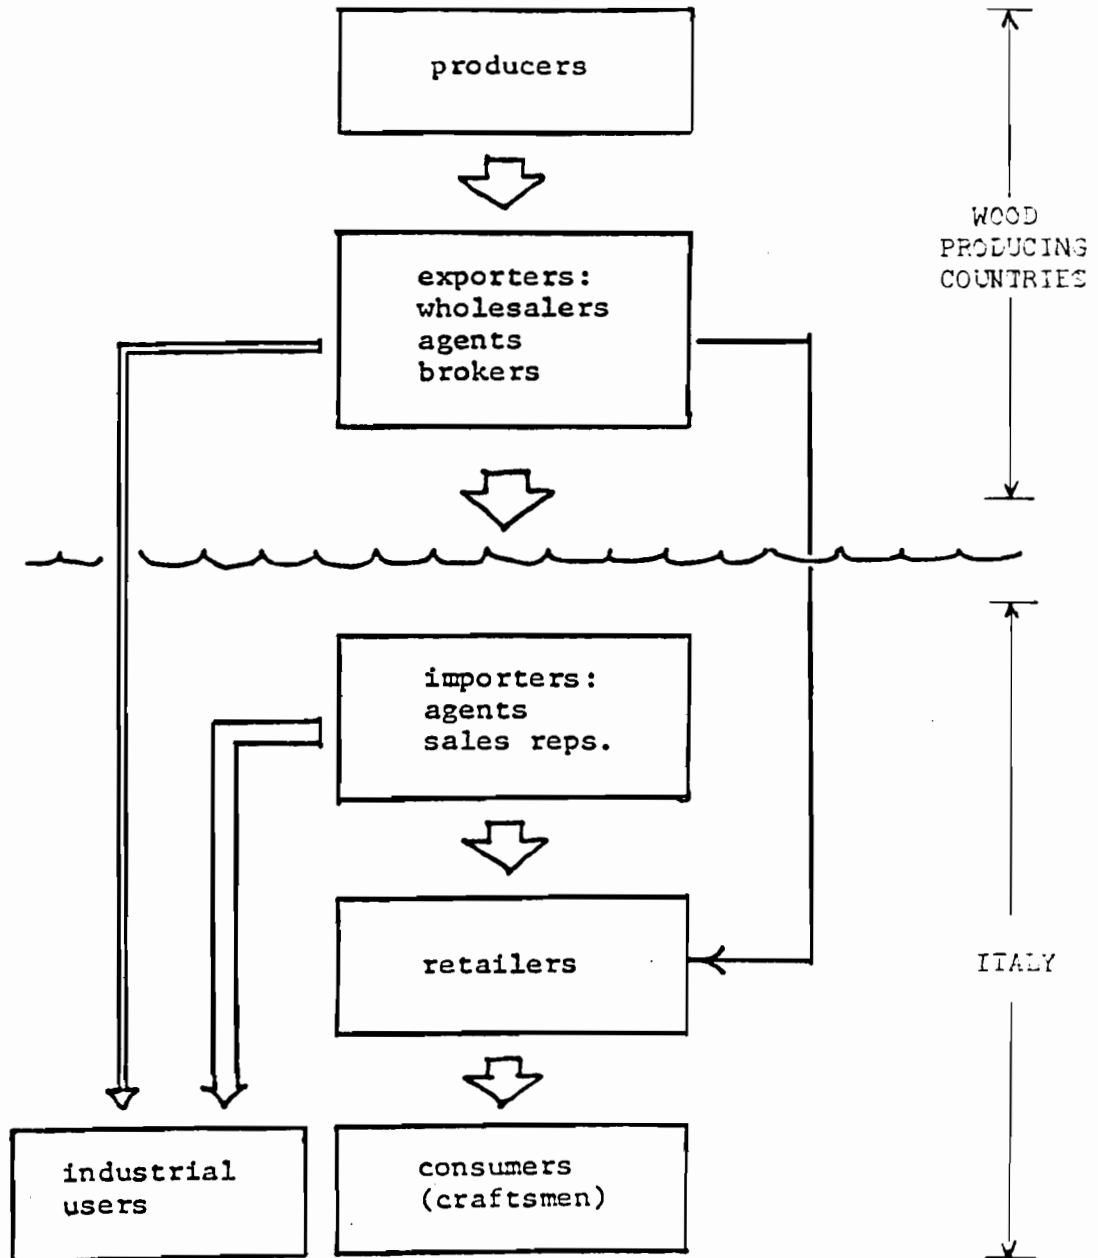 producers
WOOD
PRODUCING
COUNTRIES
exporters:
wholesalers
agents
brokers
importers:
agents
sales reps.
retailers
ITALY
industrial
users
consumers
(craftsmen)